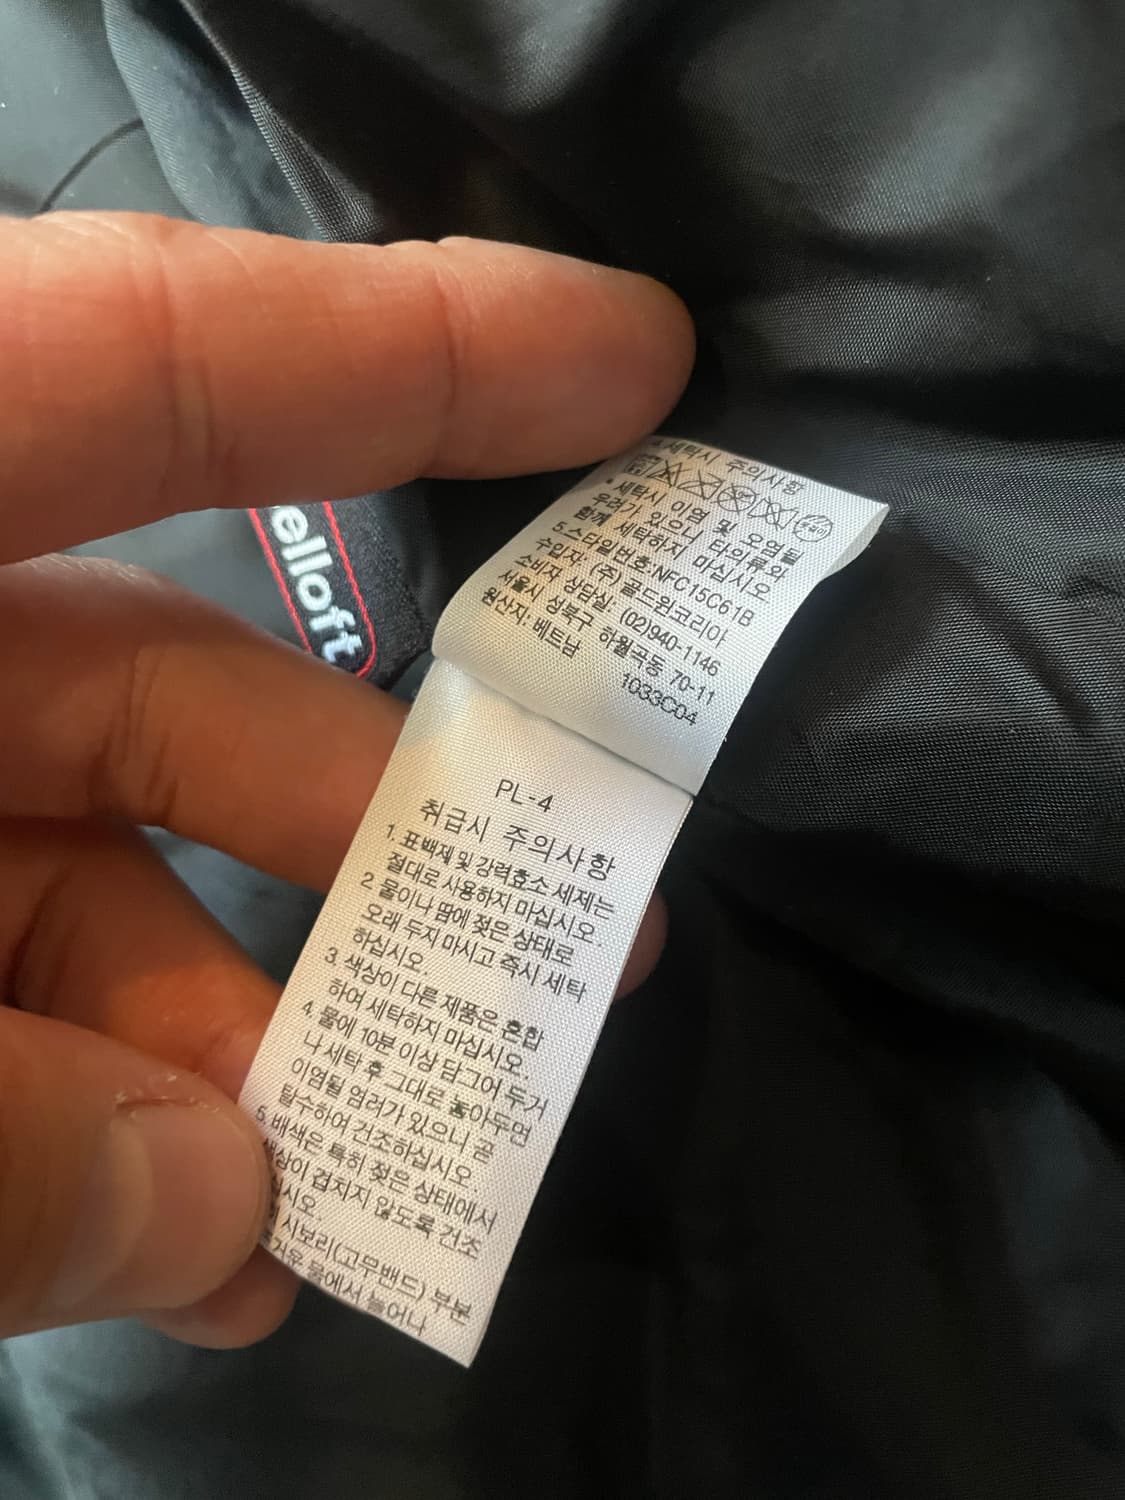 elloft
4. 세탁시 주의사항
* 세탁시 이염 및 오염될
우려가 있으니 타의류와
함께 세탁하지 마십시오
5.스타일번호 NFC15C61B
수입자: (주) 골드윈코리아
소비자 상담실: (02)940-1146
서울시 성북구 하월곡동 70-11
원산지: 베트남
1033C04
PL-4
취급시 주의사항
1. 표백제 및 강력효소 세제는
절대로 사용하지 마십시오.
2 물이나 땀에 젖은 상태로
오래 두지 마시고 즉시 세탁
하십시오.
3. 색상이 다른 제품은 혼합
하여 세탁하지 마십시오.
4. 물에 10분 이상 담그어 두거
나 세탁 후 그대로 놓아두면
이염될 염려가 있으니 곧
탈수하여 건조하십시오
5. 배색은 특히 젖은 상태에서
색상이 겹치지 않도록 건조
십시오.
시보리(고무밴드) 부분
거운 물에서 늘어나